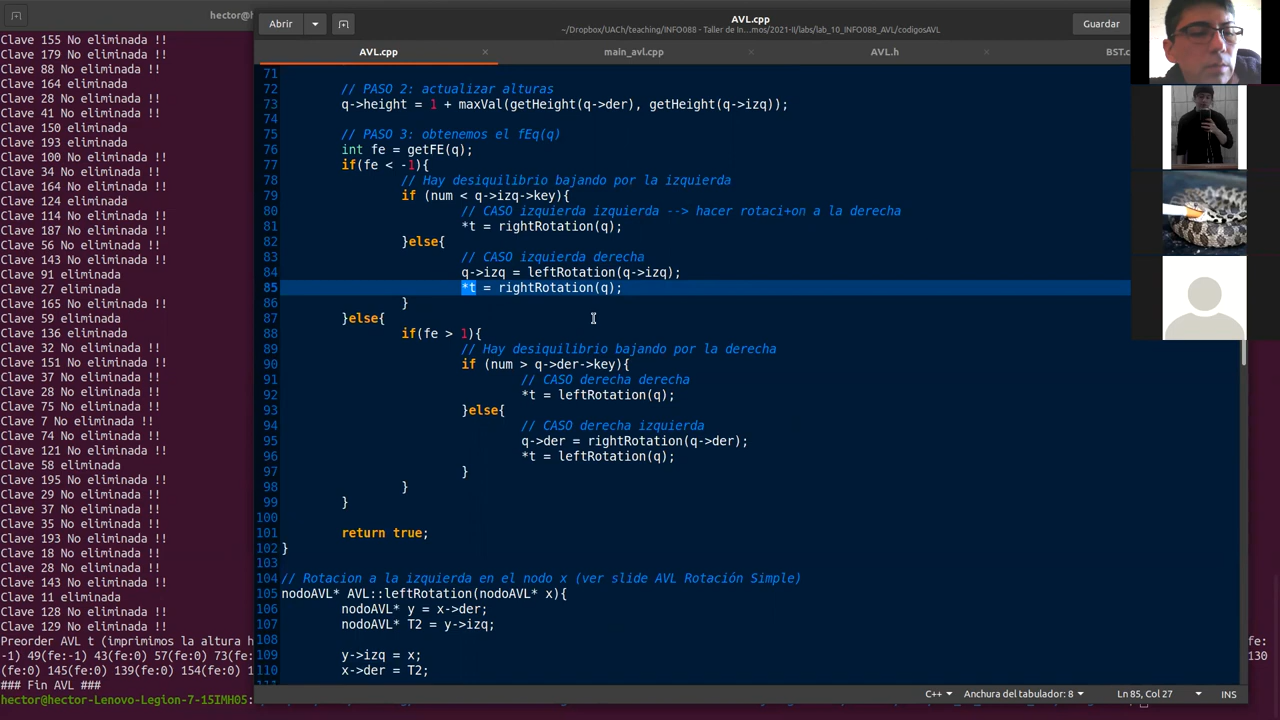 hector@h
Clave 155 No eliminada !!
Clave 179 No eliminada !!
Clave 88 No eliminada !!
Clave 164 eliminada
Clave 28 No eliminada !!
Clave 41 No eliminada !!
Clave 150 eliminada
Clave 193 eliminada
Clave 100 No eliminada !!
Clave 34 No eliminada !!
Clave 164 No eliminada !!
Clave 124 eliminada
Clave 114 No eliminada !!
Clave 187 No eliminada !!
Clave 56 No eliminada !!
Clave 143 No eliminada !!
Clave 91 eliminada
Clave 27 eliminada
Clave 59 eliminada
Clave 136 eliminada
Clave 32 No eliminada !!
Clave 151 No eliminada !!
Clave 37 No eliminada !!
Clave 28 No eliminada !!
Clave 75 No eliminada !!
Clave 7 No eliminada !!
Clave 74 No eliminada !!
Clave 121 No eliminada !!
Clave 58 eliminada
Clave 195 No eliminada !!
Clave 29 No eliminada !!
Clave 37 No eliminada !!
Clave 35 No eliminada !!
Clave 193 No eliminada !!
Clave 18 No eliminada !!
Clave 28 No eliminada !!
Clave 143 No eliminada !!
Clave 11 eliminada
Clave 128 No eliminada !!
Clave 129 No eliminada !!
Preorder AVL t (imprimimos la altura h
-1) 49(fe:-1) 43(fe:0) 57(fe:0) 73(fe:
(fe:0) 145(fe:0) 139(fe:0) 154(fe:0) 1
### Fin AVL ###
hector@hector-Lenovo-Legion-7-15IMH05:
fe:
130
Abrir
AVL.cpp
~/Dropbox/UACh/teaching/INFO088 - Taller de In…mos/2021-II/labs/lab_10_INFO088_AVL/codigosAVL
Guardar
AVL.cpp × main_avl.cpp × AVL.h × BST.c
71
72 // PASO 2: actualizar alturas
73 q->height = 1 + maxVal(getHeight(q->der), getHeight(q->izq));
74
75 // PASO 3: obtenemos el fEq(q)
76 int fe = getFE(q);
77 if(fe < -1){
78 // Hay desiquilibrio bajando por la izquierda
79 if (num < q->izq->key){
80 // CASO izquierda izquierda --> hacer rotaci+on a la derecha
81 *t = rightRotation(q);
82 }else{
83 // CASO izquierda derecha
84 q->izq = leftRotation(q->izq);
85 *t = rightRotation(q);
86 }
87 }else{
88 if(fe > 1){
89 // Hay desiquilibrio bajando por la derecha
90 if (num > q->der->key){
91 // CASO derecha derecha
92 *t = leftRotation(q);
93 }else{
94 // CASO derecha izquierda
95 q->der = rightRotation(q->der);
96 *t = leftRotation(q);
97 }
98 }
99 }
100
101 return true;
102 }
103
104 // Rotacion a la izquierda en el nodo x (ver slide AVL Rotación Simple)
105 nodoAVL* AVL::leftRotation(nodoAVL* x){
106 nodoAVL* y = x->der;
107 nodoAVL* T2 = y->izq;
108
109 y->izq = x;
110 x->der = T2;
C++ Anchura del tabulador: 8 Ln 85, Col 27 INS